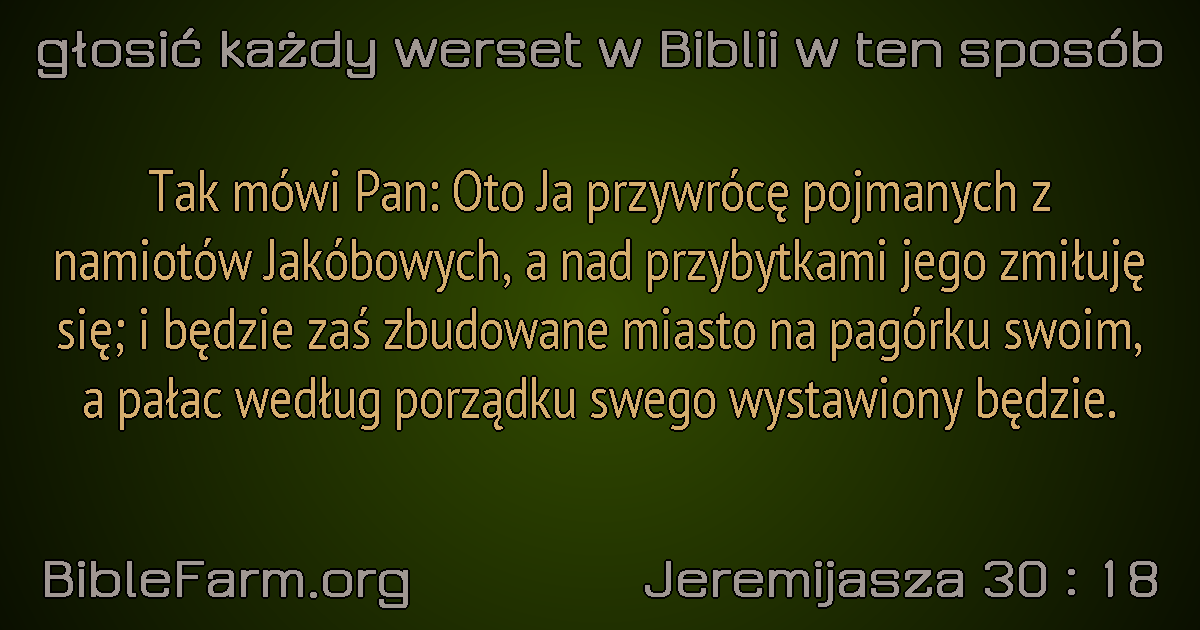 głosić każdy werset w Biblii w ten sposób
Tak mówi Pan: Oto Ja przywrócę pojmanych z
namiotów Jakóbowych, a nad przybytkami jego zmiłuję
się; i będzie zaś zbudowane miasto na pagórku swoim,
a pałac według porządku swego wystawiony będzie.
BibleFarm.org
Jeremijasza 30 : 18